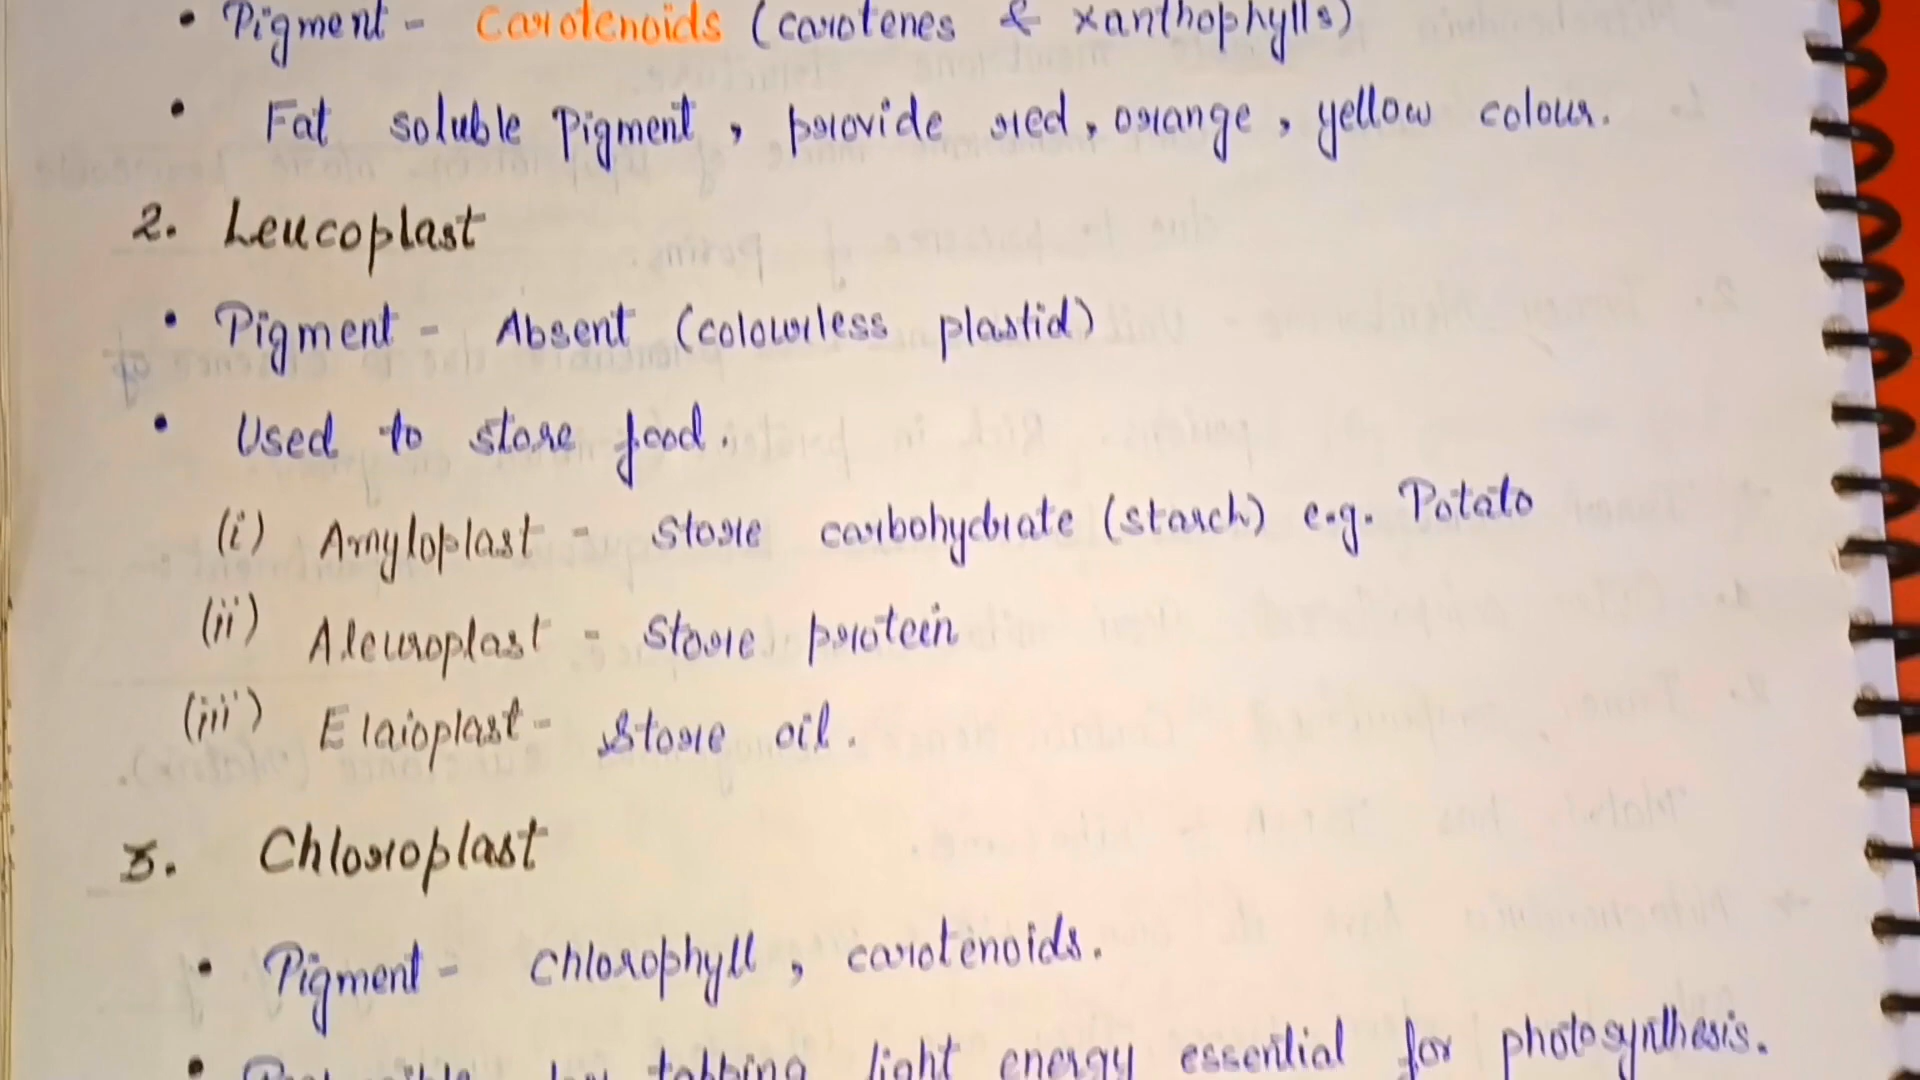 • Pigment - Carotenoids (carotenes & xanthophylls)
• Fat soluble Pigment, provide red, orange, yellow colour.
2. Leucoplast
• Pigment - Absent (colourless plastid)
• Used to store food.
(i) Amyloplast - store carbohydrate (starch) e.g. Potato
(ii) Aleuroplast - store protein
(iii) Elaioplast - store oil.
3. Chloroplast
• Pigment - chlorophyll, carotenoids.
• light energy essential for photosynthesis.